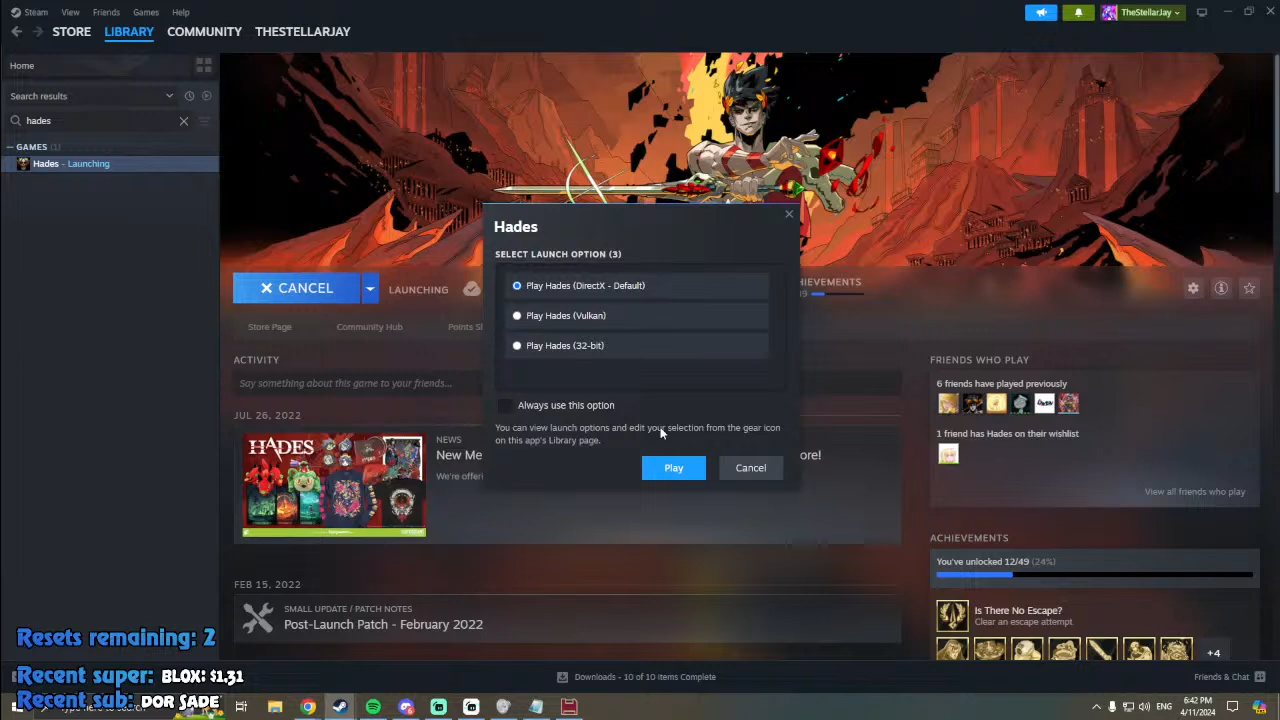 Steam View Friends Games Help
TheStellarJay
STORE LIBRARY COMMUNITY THESTELLARJAY
Home
Search results
hades
GAMES (1)
Hades - Launching
Hades
SELECT LAUNCH OPTION (3)
Play Hades (DirectX - Default)
Play Hades (Vulkan)
Play Hades (32-bit)
Always use this option
You can view launch options and edit your selection from the gear icon
on this app's Library page.
Play Cancel
CANCEL
LAUNCHING
Store Page Community Hub
ACTIVITY
Say something about this game to your friends...
JUL 26, 2022
HADES
NEWS
New
FEB 15, 2022
SMALL UPDATE / PATCH NOTES
Post-Launch Patch - February 2022
FRIENDS WHO PLAY
6 friends have played previously
1 friend has Hades on their wishlist
View all friends who play
ACHIEVEMENTS
You've unlocked 12/49 (24%)
Is There No Escape?
Clear an escape attempt
+4
Resets remaining: 2
Recent super: BLOX: $1.31
Recent sub: DOR SADE
Downloads - 10 of 10 Items Complete
Friends & Chat
ENG
6:42 PM
4/11/2024